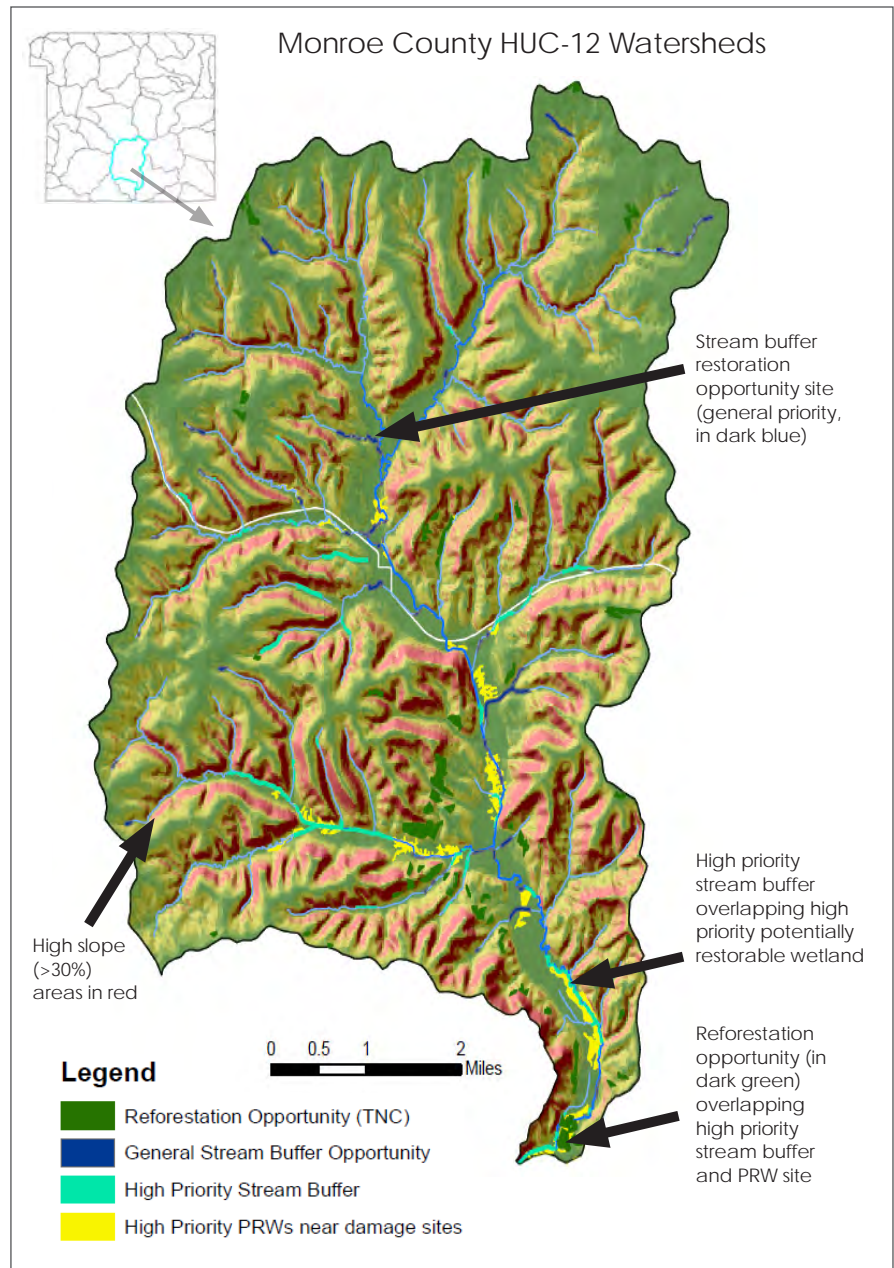 Monroe County HUC-12 Watersheds
Stream buffer
restoration
opportunity site
(general priority,
in dark blue)
High priority
stream buffer
overlapping high
priority potentially
restorable wetland
High slope
(>30%)
areas in red
Reforestation
opportunity (in
dark green)
overlapping
high priority
stream buffer
and PRW site
0 0.5 1 2
Miles
Legend
Reforestation Opportunity (TNC)
General Stream Buffer Opportunity
High Priority Stream Buffer
High Priority PRWs near damage sites